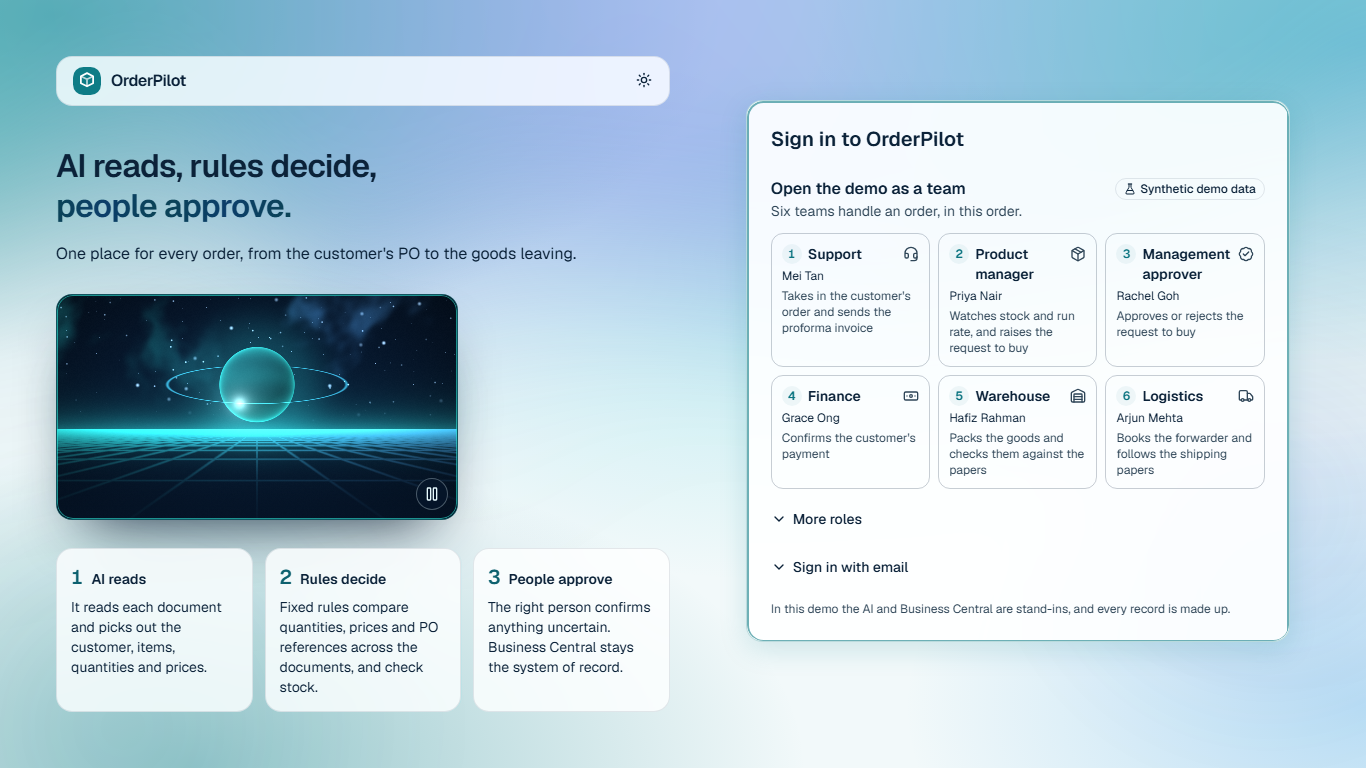 OrderPilot
AI reads, rules decide,
people approve.
One place for every order, from the customer's PO to the goods leaving.
1 AI reads
It reads each document
and picks out the
customer, items,
quantities and prices.
2 Rules decide
Fixed rules compare
quantities, prices and PO
references across the
documents, and check
stock.
3 People approve
The right person confirms
anything uncertain.
Business Central stays
the system of record.
Sign in to OrderPilot
Open the demo as a team
Synthetic demo data
Six teams handle an order, in this order.
1 Support
Mei Tan
Takes in the customer's
order and sends the
proforma invoice
2 Product
manager
Priya Nair
Watches stock and run
rate, and raises the
request to buy
3 Management
approver
Rachel Goh
Approves or rejects the
request to buy
4 Finance
Grace Ong
Confirms the customer's
payment
5 Warehouse
Hafiz Rahman
Packs the goods and
checks them against the
papers
6 Logistics
Arjun Mehta
Books the forwarder and
follows the shipping
papers
More roles
Sign in with email
In this demo the AI and Business Central are stand-ins, and every record is made up.